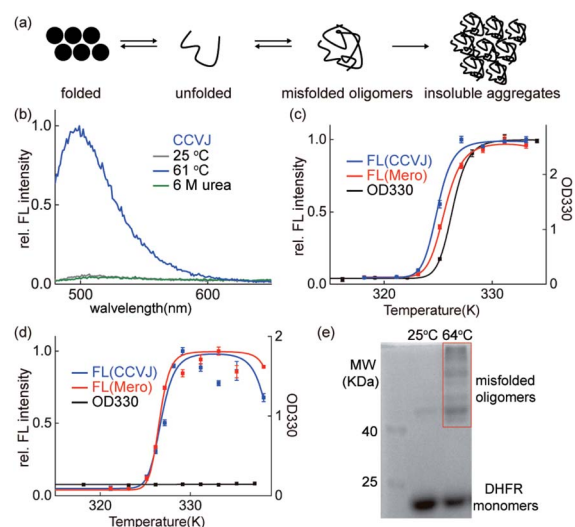 (a)
folded unfolded misfolded oligomers insoluble aggregates
(b)
CCVJ
25 °C
61 °C
6 M urea
rel. FL intensity
1.0
0.5
0.0
500 600
wavelength(nm)
(c)
FL(CCVJ)
FL(Mero)
OD330
rel. FL intensity
1.0
0.5
0.0
2
1
0
OD330
320 330
Temperature(K)
(d)
FL(CCVJ)
FL(Mero)
OD330
rel. FL intensity
1.0
0.5
0.0
2
1
0
OD330
320 330
Temperature(K)
(e)
25°C 64°C
MW
(KDa)
40
25
misfolded
oligomers
DHFR
monomers